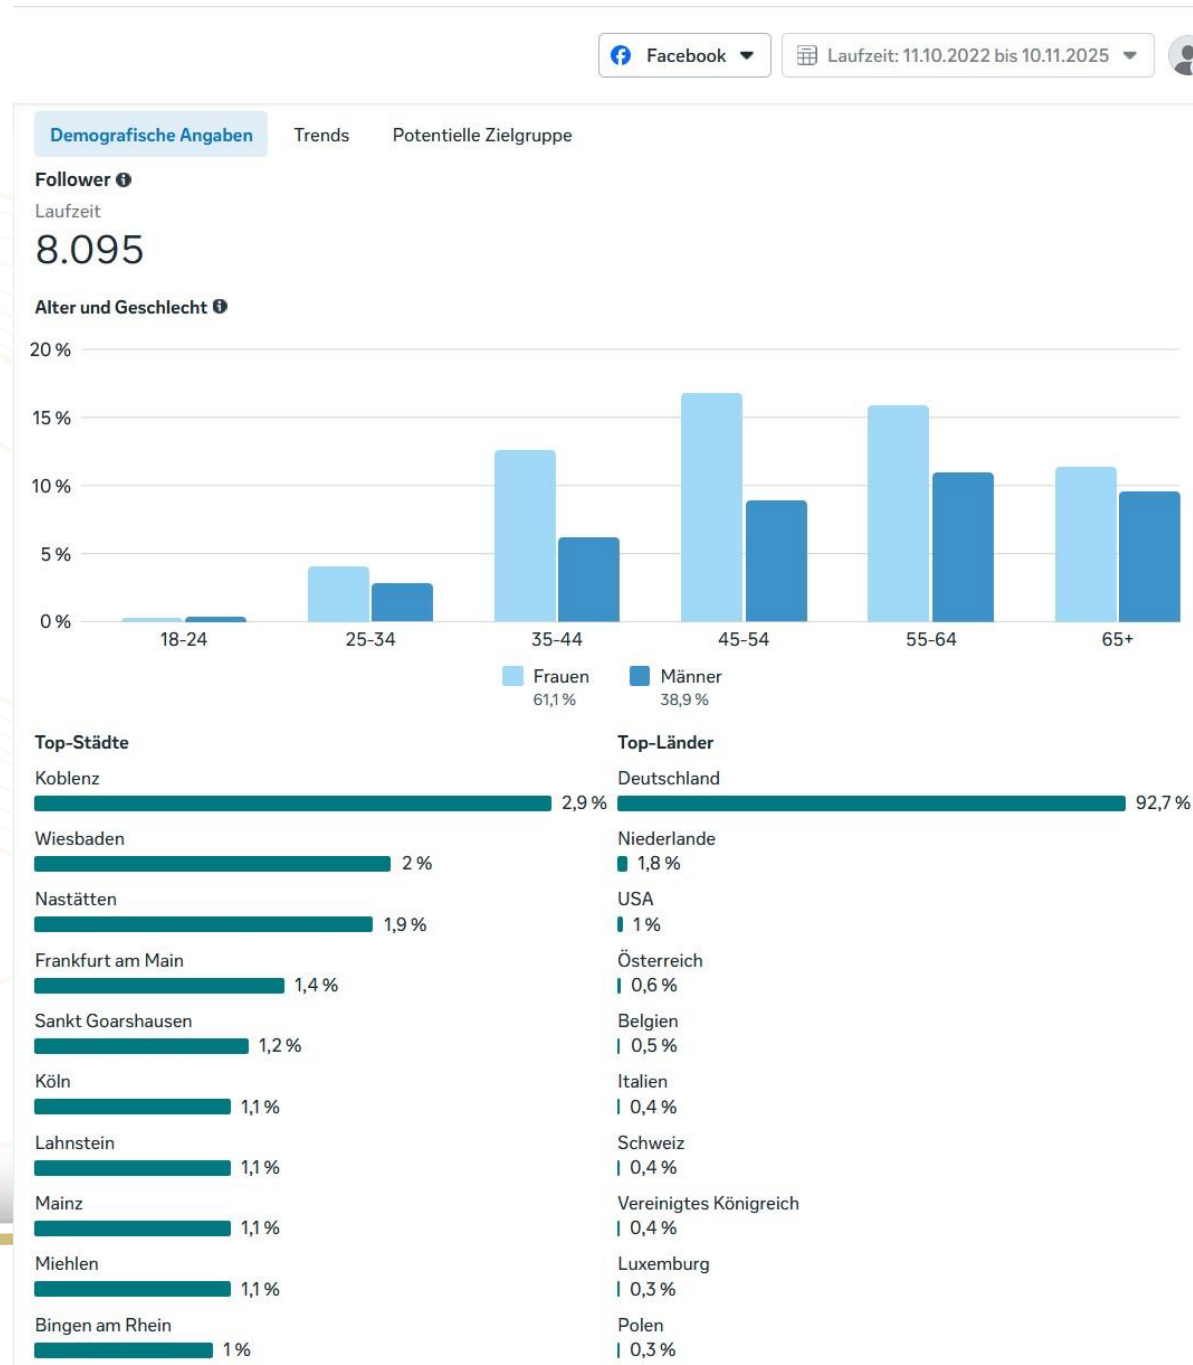 Facebook
Laufzeit: 11.10.2022 bis 10.11.2025
Demografische Angaben Trends Potentielle Zielgruppe
Follower
Laufzeit
8.095
Alter und Geschlecht
20 %
15 %
10 %
5 %
0 %
18-24 25-34 35-44 45-54 55-64 65+
Frauen Männer
61,1 % 38,9 %
Top-Städte
Koblenz
2,9 %
Wiesbaden
2 %
Nastätten
1,9 %
Frankfurt am Main
1,4 %
Sankt Goarshausen
1,2 %
Köln
1,1 %
Lahnstein
1,1 %
Mainz
1,1 %
Miehlen
1,1 %
Bingen am Rhein
1 %
Top-Länder
Deutschland
92,7 %
Niederlande
1,8 %
USA
1 %
Österreich
0,6 %
Belgien
0,5 %
Italien
0,4 %
Schweiz
0,4 %
Vereinigtes Königreich
0,4 %
Luxemburg
0,3 %
Polen
0,3 %